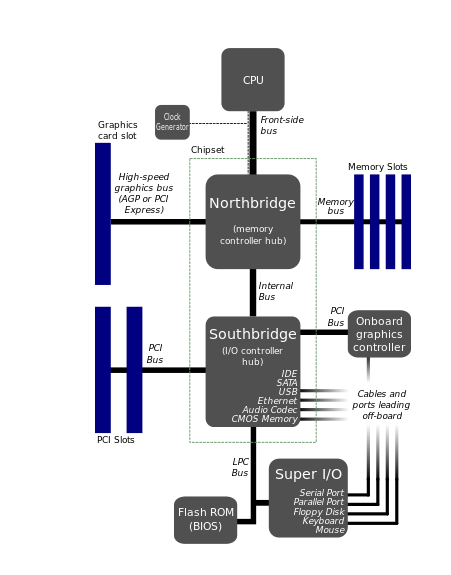 CPU
Clock
Generator
Front-side
bus
Graphics
card slot
Chipset
Memory Slots
High-speed
graphics bus
(AGP or PCI
Express)
Northbridge
(memory
controller hub)
Memory
bus
Internal
Bus
PCI
Bus
Onboard
graphics
controller
Southbridge
(I/O controller
hub)
PCI
Bus
IDE
SATA
USB
Ethernet
Audio Codec
CMOS Memory
Cables and
ports leading
off-board
PCI Slots
LPC
Bus
Super I/O
Serial Port
Parallel Port
Floppy Disk
Keyboard
Mouse
Flash ROM
(BIOS)